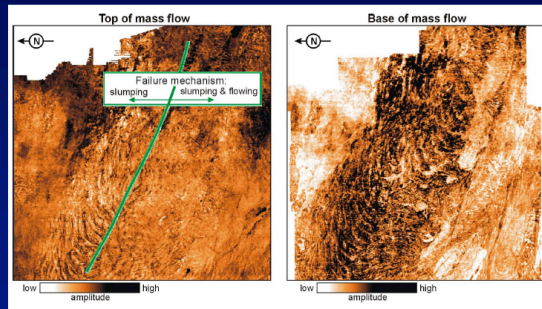 Top of mass flow
Base of mass flow
N
N
Failure mechanism:
slumping
slumping & flowing
low
high
amplitude
low
high
amplitude